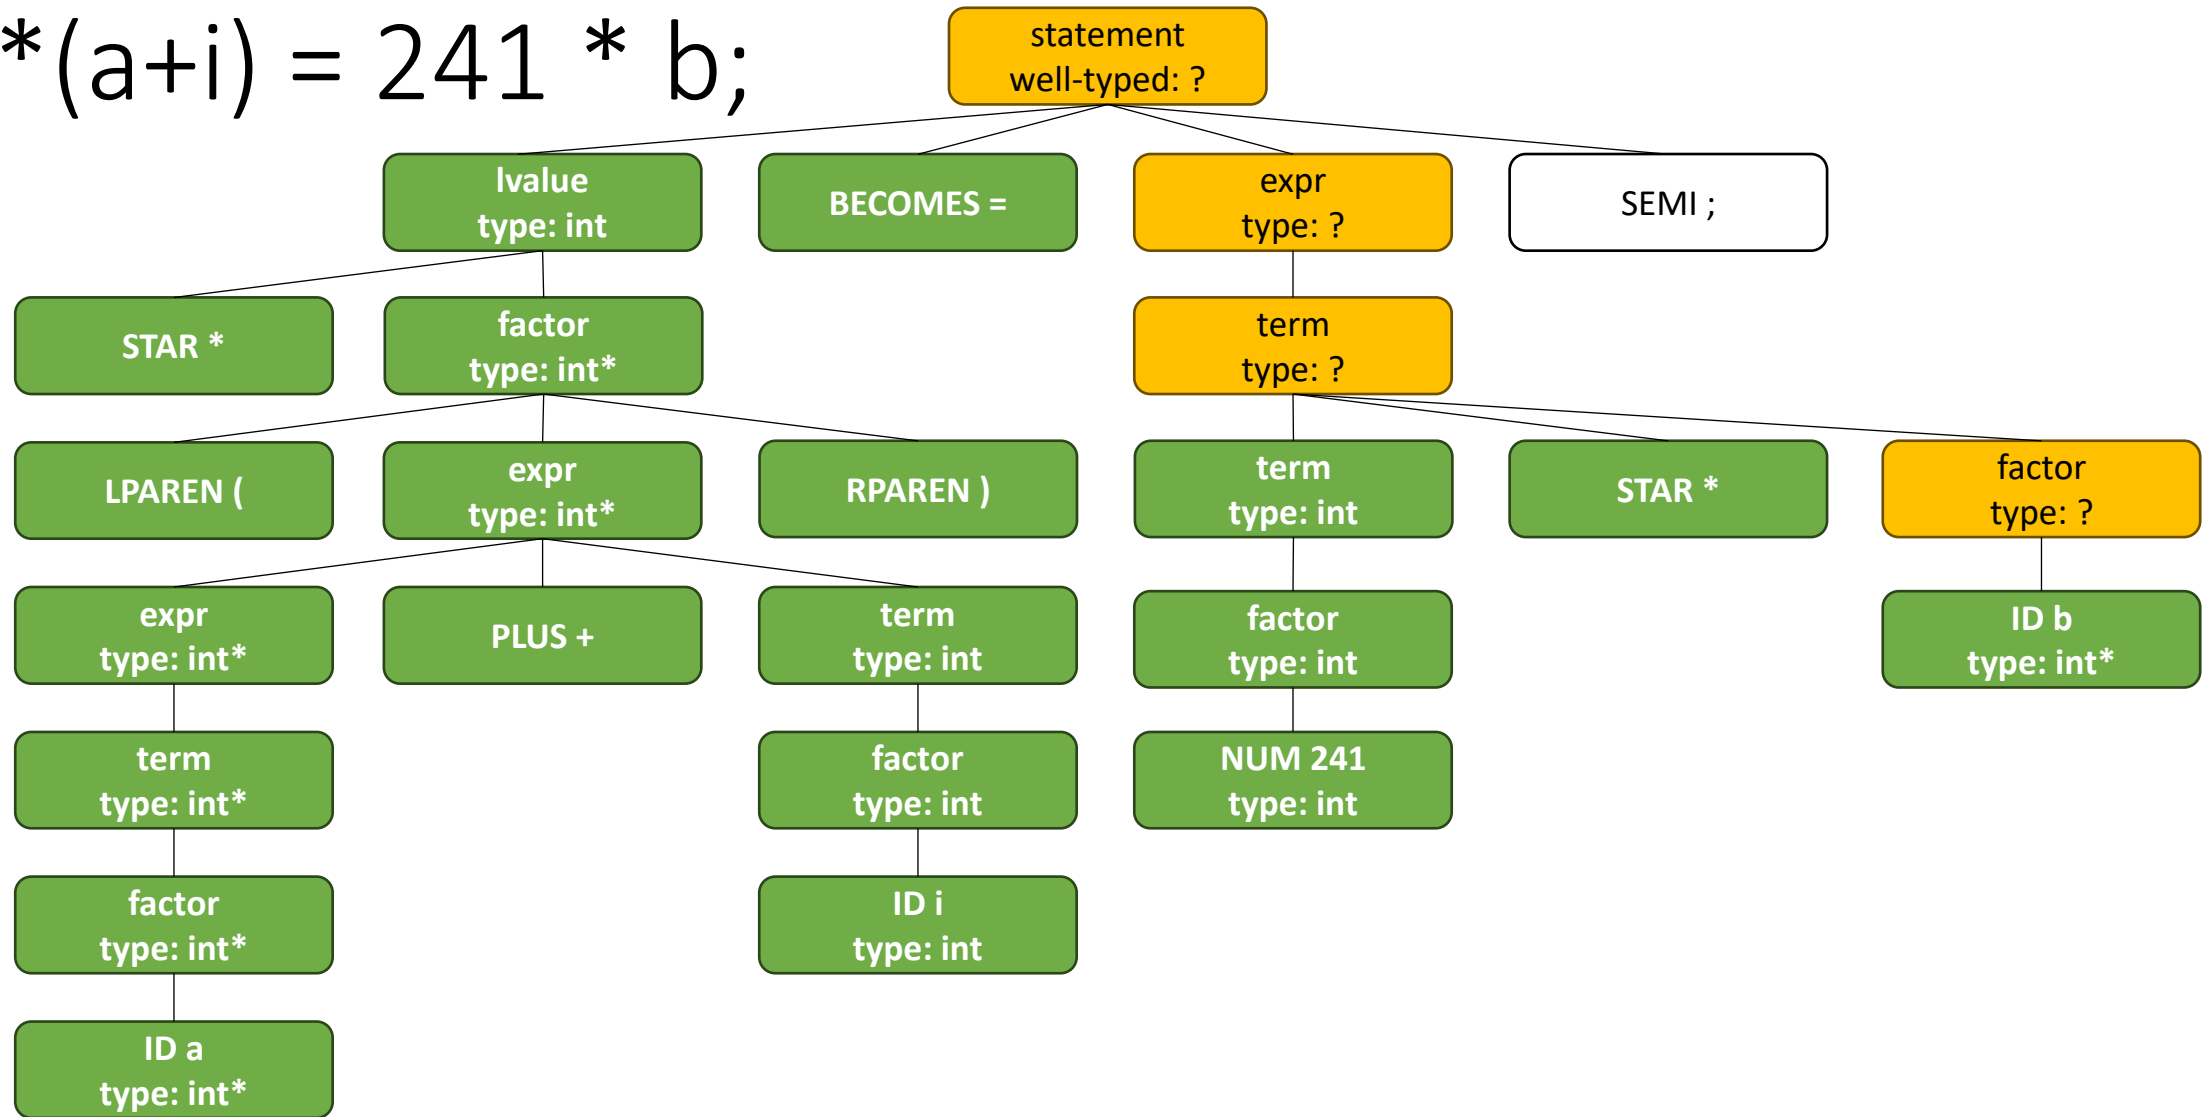 *(a+i) = 241 * b;
statement
well-typed: ?
lvalue
type: int
BECOMES =
expr
type: ?
SEMI ;
STAR *
factor
type: int*
term
type: ?
LPAREN (
expr
type: int*
RPAREN )
term
type: int
STAR *
factor
type: ?
expr
type: int*
PLUS +
term
type: int
factor
type: int
ID b
type: int*
term
type: int*
factor
type: int
NUM 241
type: int
factor
type: int*
ID i
type: int
ID a
type: int*